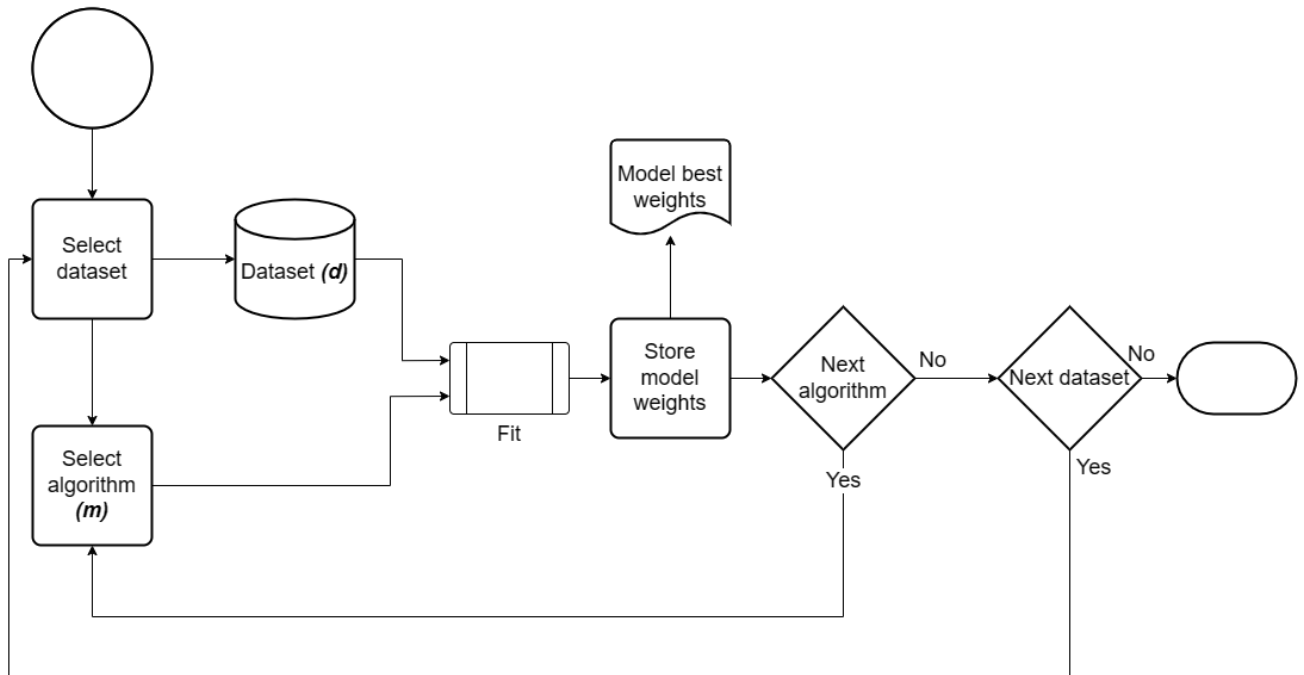 Model best
weights
Select
dataset
Dataset (d)
Store
model
weights
Next
algorithm
No
Next dataset
No
Fit
Select
algorithm
(m)
Yes
Yes